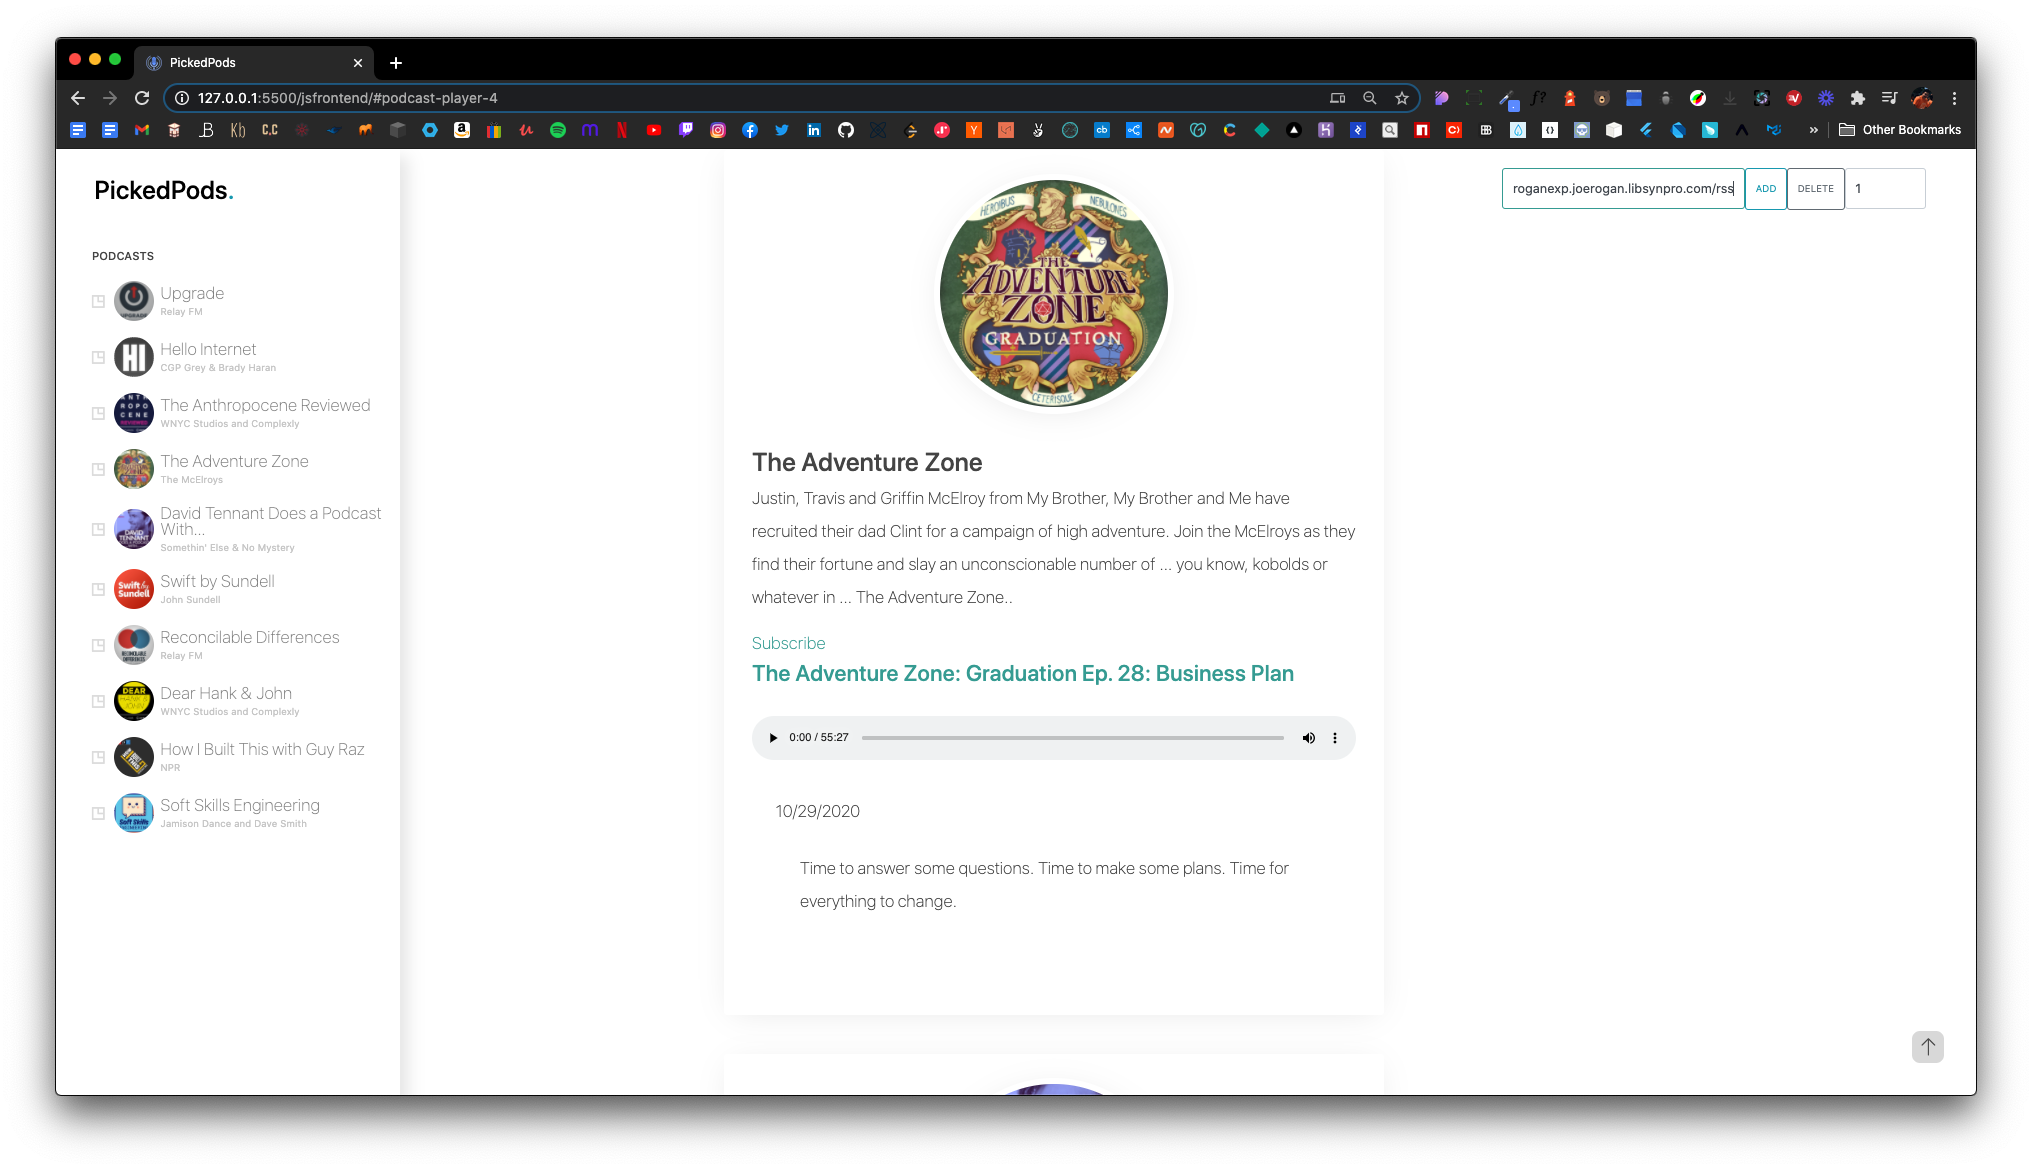 PickedPods
127.0.0.1:5500/jsfrontend/#podcast-player-4
Other Bookmarks
PickedPods.
roganexp.joerogan.libsynpro.com/rss
ADD
DELETE
1
PODCASTS
Upgrade
Relay FM
Hello Internet
CGP Grey & Brady Haran
The Anthropocene Reviewed
WNYC Studios and Complexly
The Adventure Zone
The McElroys
David Tennant Does a Podcast
With...
Somethin' Else & No Mystery
Swift by Sundell
John Sundell
Reconcilable Differences
Relay FM
Dear Hank & John
WNYC Studios and Complexly
How I Built This with Guy Raz
NPR
Soft Skills Engineering
Jamison Dance and Dave Smith
HEROIBUS
NEBULONES
THE
ADVENTURE
ZONE
GRADUATION
CETERISQUE
The Adventure Zone
Justin, Travis and Griffin McElroy from My Brother, My Brother and Me have
recruited their dad Clint for a campaign of high adventure. Join the McElroys as they
find their fortune and slay an unconscionable number of ... you know, kobolds or
whatever in ... The Adventure Zone..
Subscribe
The Adventure Zone: Graduation Ep. 28: Business Plan
0:00 / 55:27
10/29/2020
Time to answer some questions. Time to make some plans. Time for
everything to change.